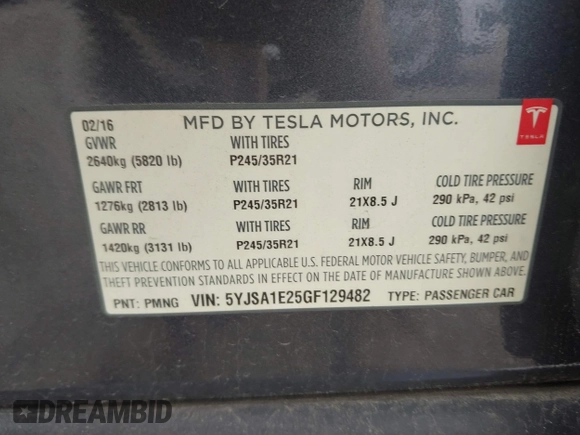 02/16 MFD BY TESLA MOTORS, INC.
TESLA
GVWR WITH TIRES
2640kg (5820 lb) P245/35R21
GAWR FRT WITH TIRES RIM COLD TIRE PRESSURE
1276kg (2813 lb) P245/35R21 21X8.5 J 290 kPa, 42 psi
GAWR RR WITH TIRES RIM COLD TIRE PRESSURE
1420kg (3131 lb) P245/35R21 21X8.5 J 290 kPa, 42 psi
THIS VEHICLE CONFORMS TO ALL APPLICABLE U.S. FEDERAL MOTOR VEHICLE SAFETY, BUMPER, AND
THEFT PREVENTION STANDARDS IN EFFECT ON THE DATE OF MANUFACTURE SHOWN ABOVE.
PNT: PMNG VIN: 5YJSA1E25GF129482 TYPE: PASSENGER CAR
DREAMBID